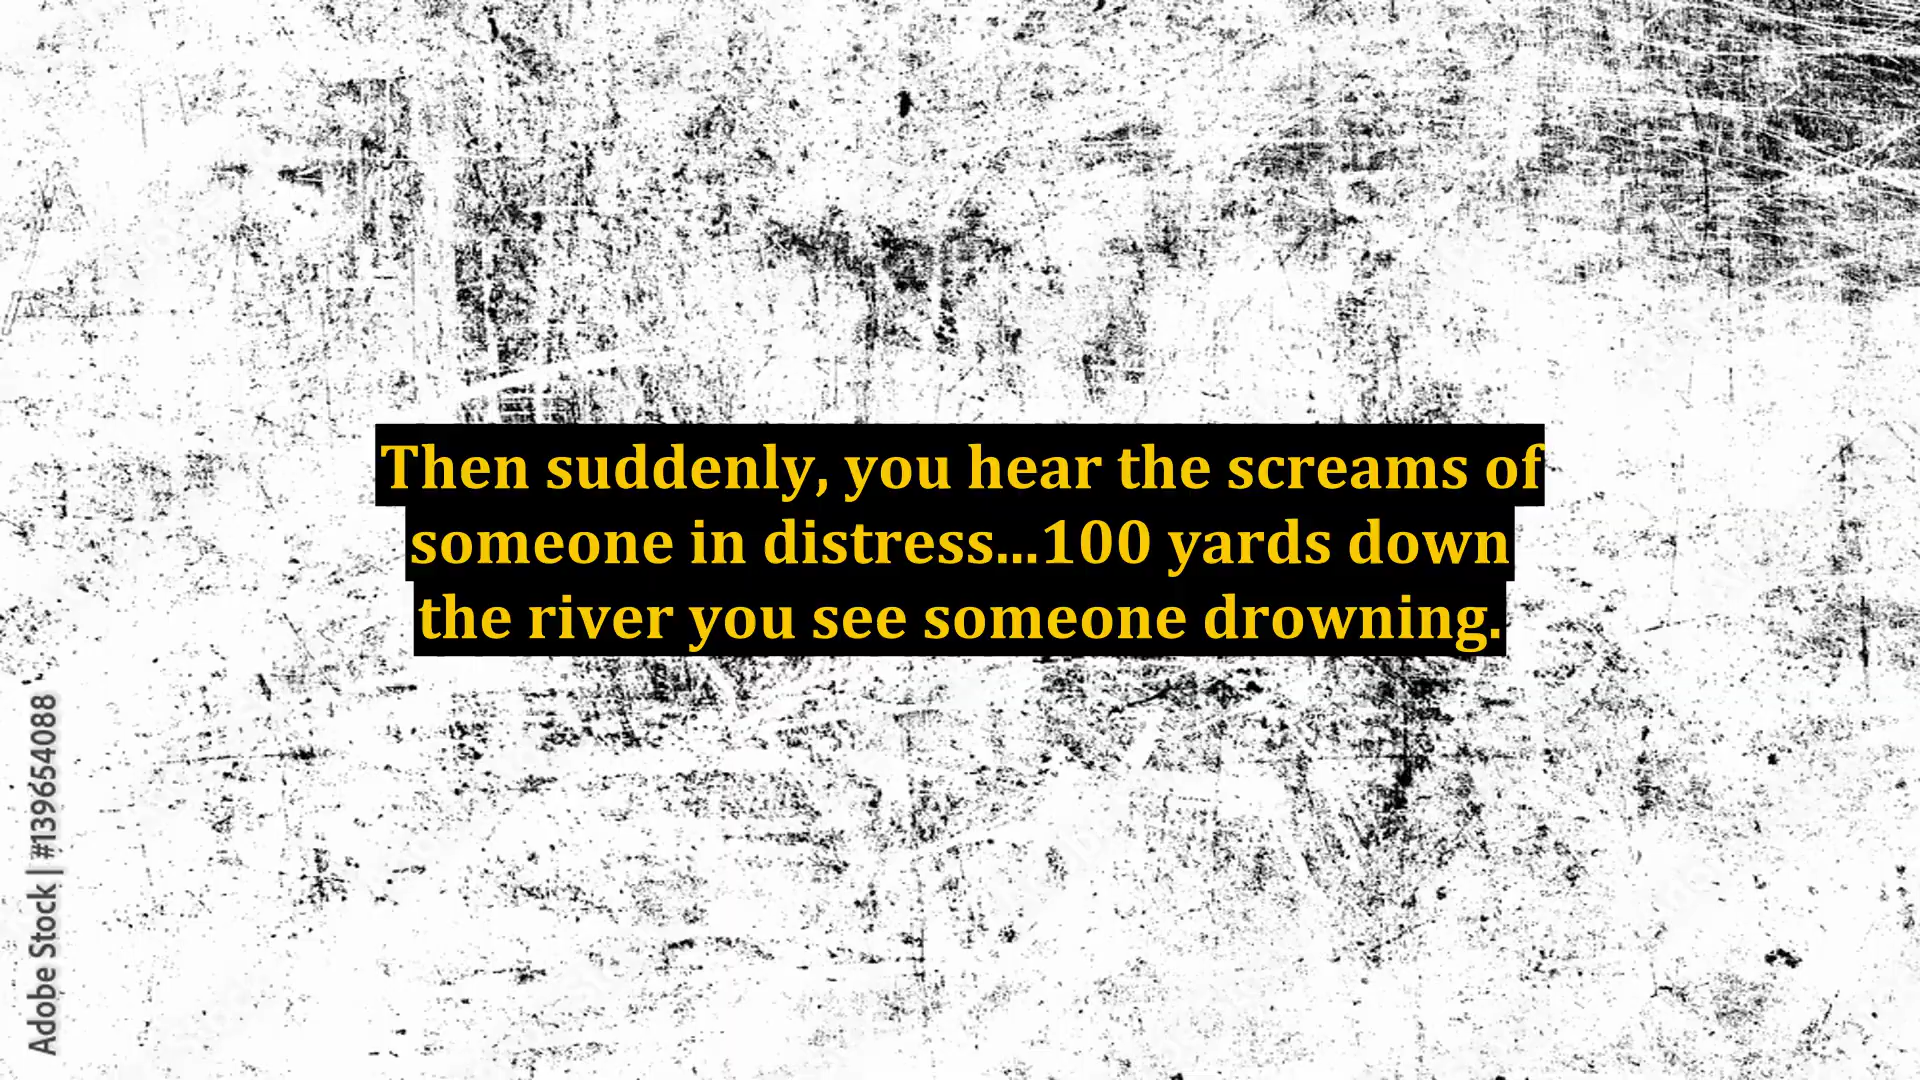 Then suddenly, you hear the screams of
someone in distress...100 yards down
the river you see someone drowning.
Adobe Stock | #139654088